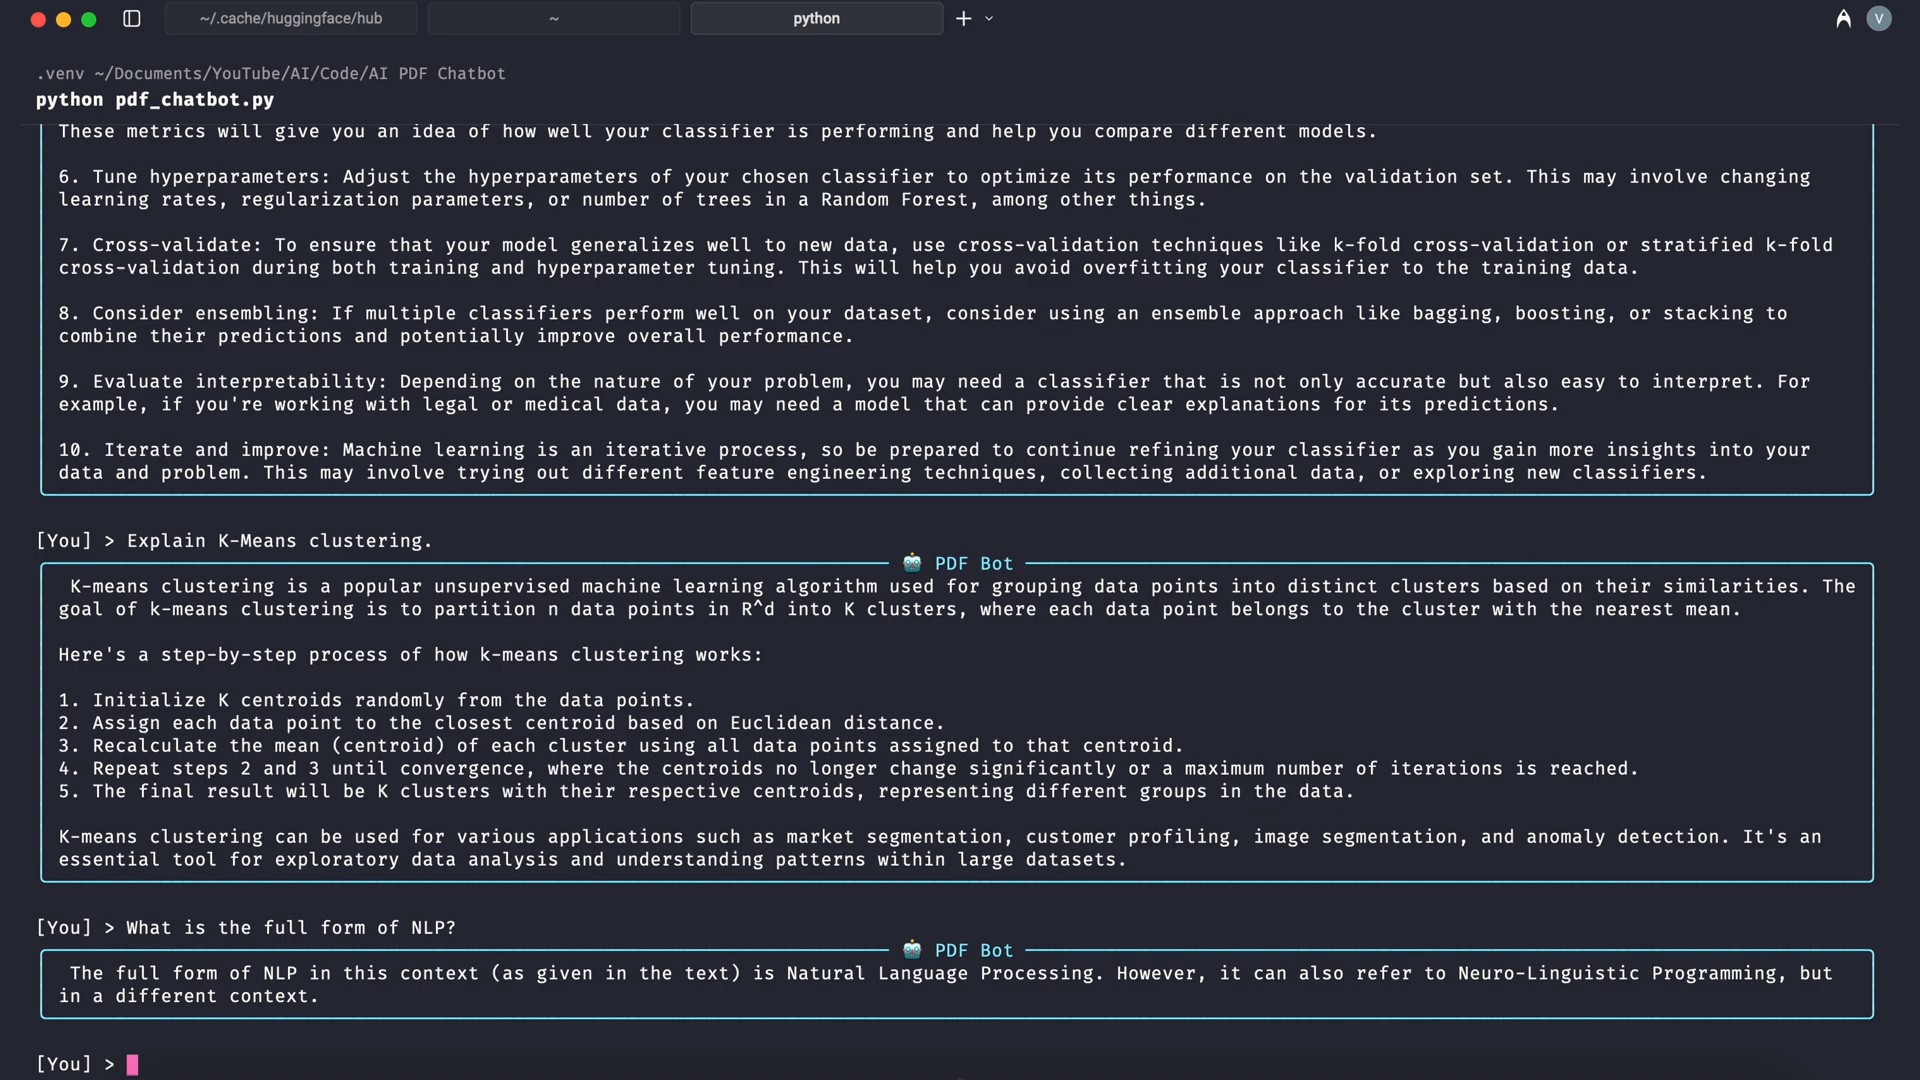 ~/.cache/huggingface/hub
~
python
V
.venv ~/Documents/YouTube/AI/Code/AI PDF Chatbot
python pdf_chatbot.py
These metrics will give you an idea of how well your classifier is performing and help you compare different models.
6. Tune hyperparameters: Adjust the hyperparameters of your chosen classifier to optimize its performance on the validation set. This may involve changing
learning rates, regularization parameters, or number of trees in a Random Forest, among other things.
7. Cross-validate: To ensure that your model generalizes well to new data, use cross-validation techniques like k-fold cross-validation or stratified k-fold
cross-validation during both training and hyperparameter tuning. This will help you avoid overfitting your classifier to the training data.
8. Consider ensembling: If multiple classifiers perform well on your dataset, consider using an ensemble approach like bagging, boosting, or stacking to
combine their predictions and potentially improve overall performance.
9. Evaluate interpretability: Depending on the nature of your problem, you may need a classifier that is not only accurate but also easy to interpret. For
example, if you're working with legal or medical data, you may need a model that can provide clear explanations for its predictions.
10. Iterate and improve: Machine learning is an iterative process, so be prepared to continue refining your classifier as you gain more insights into your
data and problem. This may involve trying out different feature engineering techniques, collecting additional data, or exploring new classifiers.
[You] > Explain K-Means clustering.
PDF Bot
K-means clustering is a popular unsupervised machine learning algorithm used for grouping data points into distinct clusters based on their similarities. The
goal of k-means clustering is to partition n data points in R^d into K clusters, where each data point belongs to the cluster with the nearest mean.
Here's a step-by-step process of how k-means clustering works:
1. Initialize K centroids randomly from the data points.
2. Assign each data point to the closest centroid based on Euclidean distance.
3. Recalculate the mean (centroid) of each cluster using all data points assigned to that centroid.
4. Repeat steps 2 and 3 until convergence, where the centroids no longer change significantly or a maximum number of iterations is reached.
5. The final result will be K clusters with their respective centroids, representing different groups in the data.
K-means clustering can be used for various applications such as market segmentation, customer profiling, image segmentation, and anomaly detection. It's an
essential tool for exploratory data analysis and understanding patterns within large datasets.
[You] > What is the full form of NLP?
PDF Bot
The full form of NLP in this context (as given in the text) is Natural Language Processing. However, it can also refer to Neuro-Linguistic Programming, but
in a different context.
[You] >